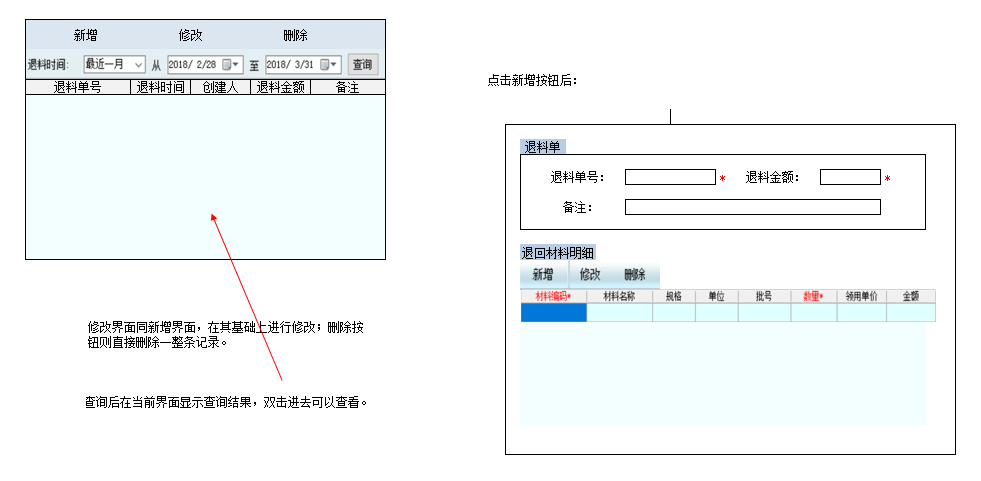 新增 修改 删除
退料时间: 最近一月 从 2018/ 2/28 至 2018/ 3/31 查询
退料单号 退料时间 创建人 退料金额 备注
修改界面同新增界面，在其基础上进行修改；删除按
钮则直接删除一整条记录。
查询后在当前界面显示查询结果，双击进去可以查看。
点击新增按钮后：
退料单
退料单号： * 退料金额： *
备注：
退回材料明细
新增 修改 删除
材料编码* 材料名称 规格 单位 批号 数量* 领用单价 金额